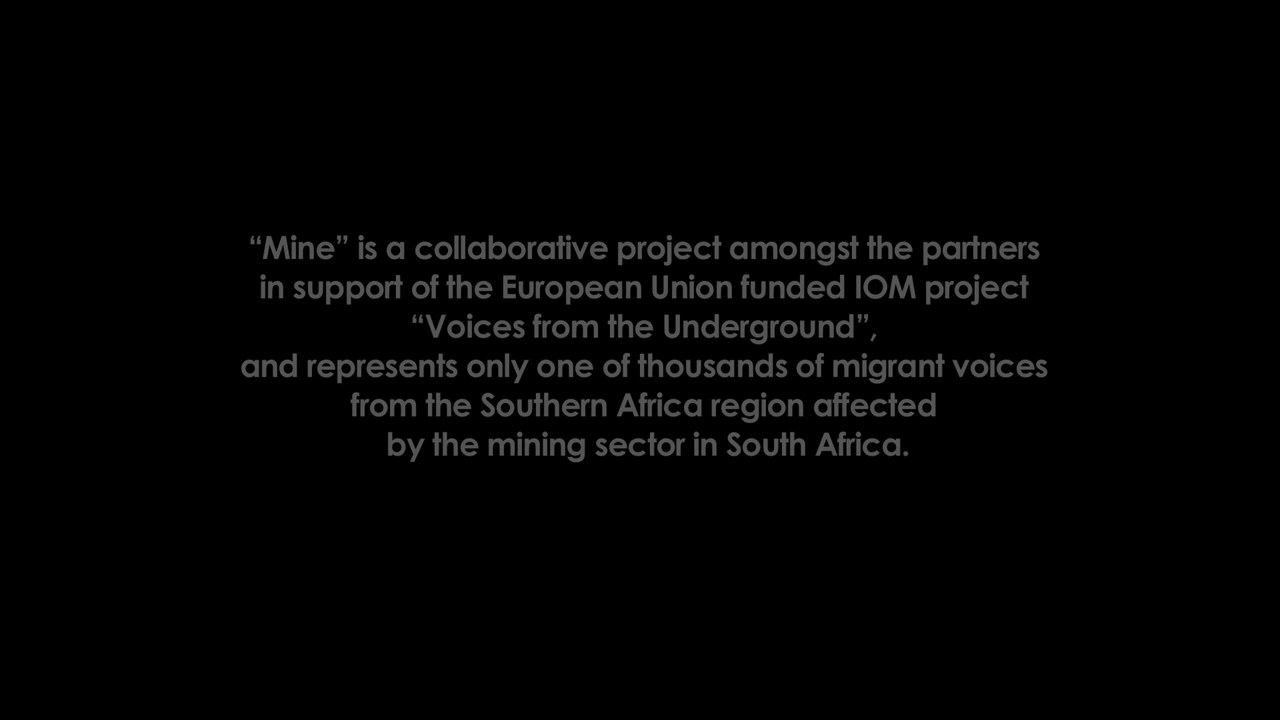 “Mine” is a collaborative project amongst the partners
in support of the European Union funded IOM project
“Voices from the Underground”,
and represents only one of thousands of migrant voices
from the Southern Africa region affected
by the mining sector in South Africa.